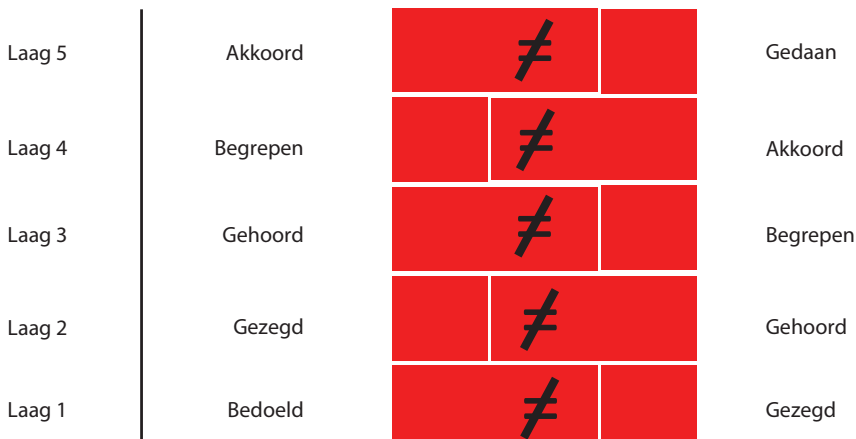 Laag 5 Akkoord ≠ Gedaan
Laag 4 Begrepen ≠ Akkoord
Laag 3 Gehoord ≠ Begrepen
Laag 2 Gezegd ≠ Gehoord
Laag 1 Bedoeld ≠ Gezegd